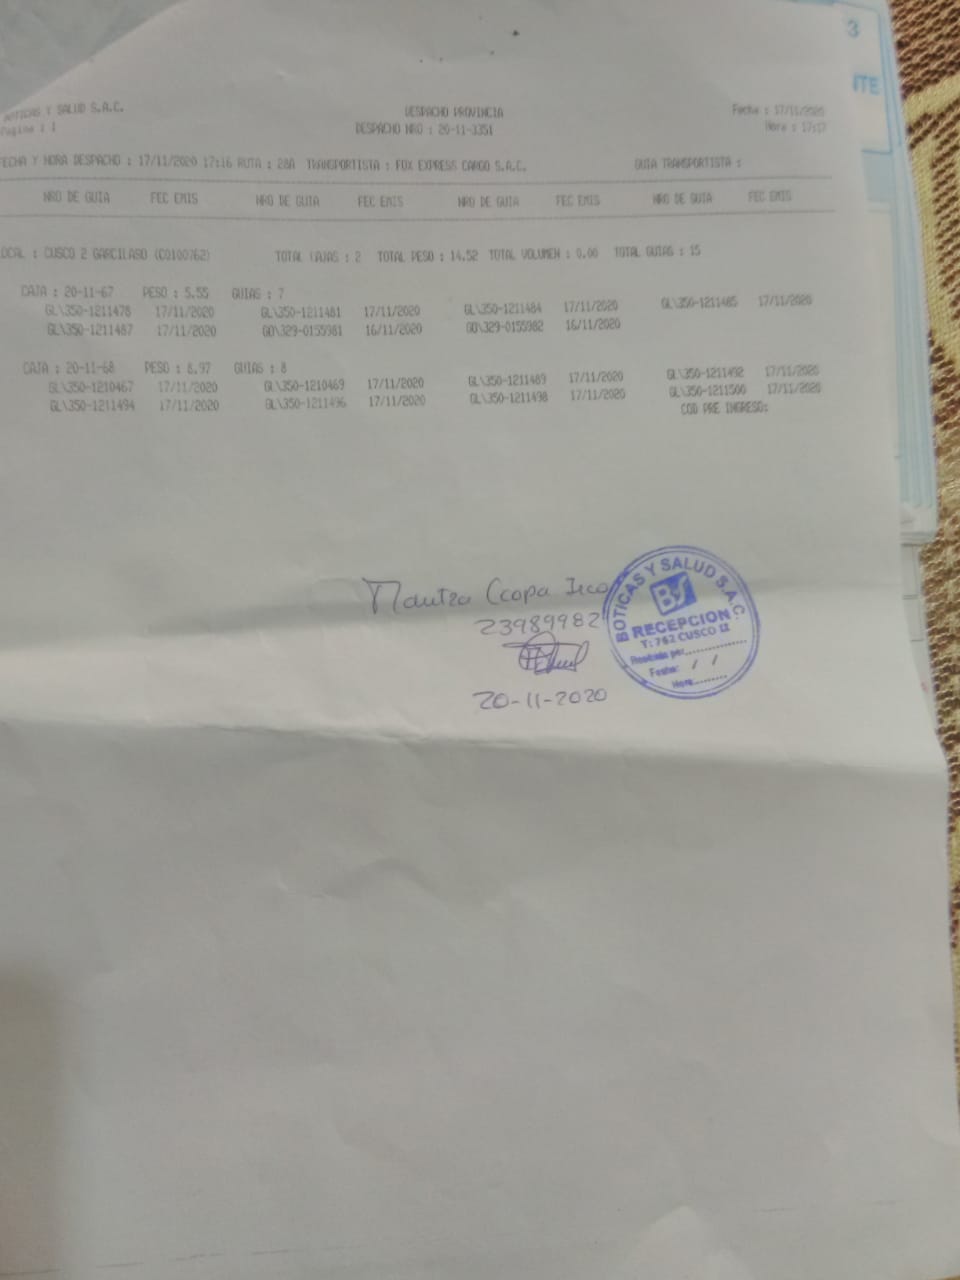 BOTICAS Y SALUD S.A.C. DESPACHO PROVINCIA Fecha : 17/11/2020
Pagina : 1 DESPACHO NRO : 20-11-3351 Hora : 17:17
FECHA Y HORA DESPACHO : 17/11/2020 17:16 RUTA : 28A TRANSPORTISTA : FOX EXPRESS CARGO S.A.C. GUIA TRANSPORTISTA :
NRO DE GUIA FEC EMIS NRO DE GUIA FEC EMIS NRO DE GUIA FEC EMIS NRO DE GUIA FEC EMIS
LOCAL : CUSCO 2 GARCILASO (C0100762) TOTAL CAJAS : 2 TOTAL PESO : 14.52 TOTAL VOLUMEN : 0.00 TOTAL GUIAS : 15
CAJA : 20-11-67 PESO : 5.55 GUIAS : 7
GL\350-1211478 17/11/2020 GL\350-1211481 17/11/2020 GL\350-1211484 17/11/2020 GL\350-1211485 17/11/2020
GL\350-1211487 17/11/2020 GO\329-0155981 16/11/2020 GO\329-0155982 16/11/2020
CAJA : 20-11-68 PESO : 8.97 GUIAS : 8
GL\350-1210467 17/11/2020 GL\350-1210469 17/11/2020 GL\350-1211489 17/11/2020 GL\350-1211492 17/11/2020
GL\350-1211494 17/11/2020 GL\350-1211496 17/11/2020 GL\350-1211498 17/11/2020 GL\350-1211500 17/11/2020
COD PRE INGRESO:
Ccopa
23989982
20-11-2020
BOTICAS Y SALUD S.A.C.
BS
RECEPCION
T: 762 CUSCO II
Recibido por:
Fecha: / /
Hora:
3
ITE